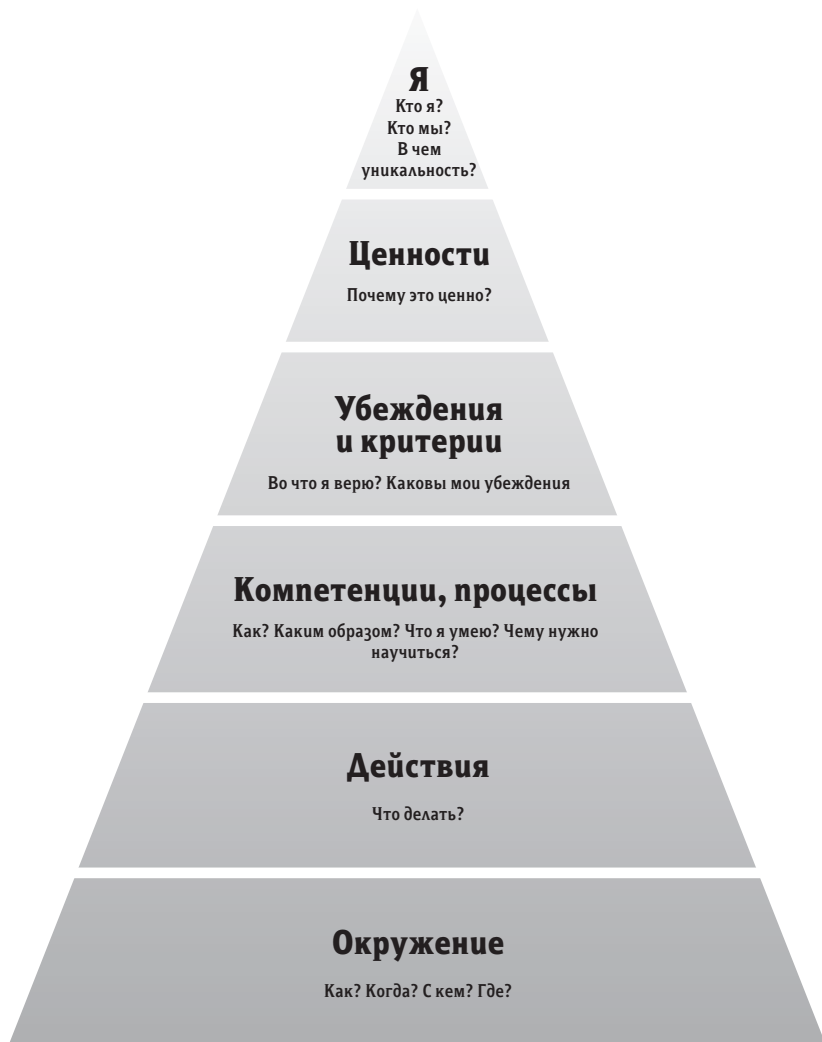 Я
Кто я?
Кто мы?
В чем
уникальность?
Ценности
Почему это ценно?
Убеждения
и критерии
Во что я верю? Каковы мои убеждения
Компетенции, процессы
Как? Каким образом? Что я умею? Чему нужно
научиться?
Действия
Что делать?
Окружение
Как? Когда? С кем? Где?